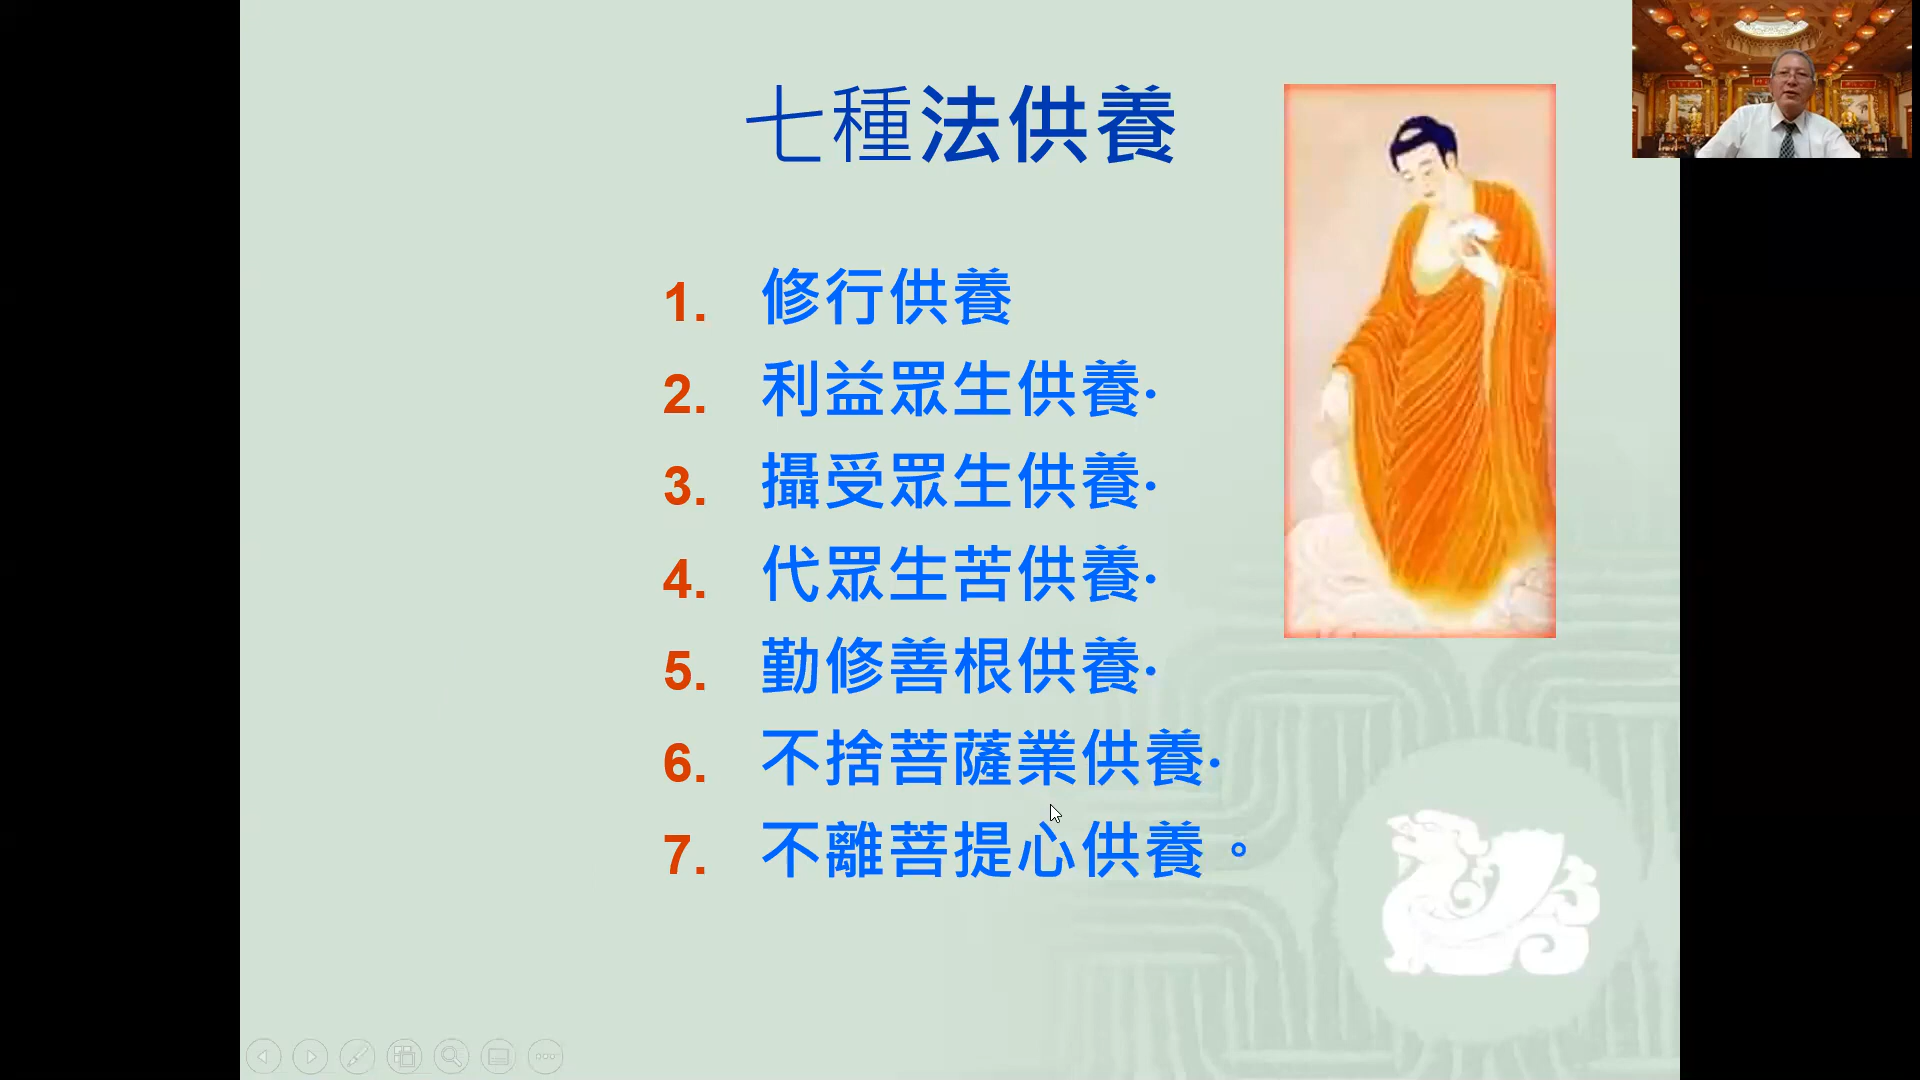 七種法供養
1. 修行供養
2. 利益眾生供養·
3. 攝受眾生供養·
4. 代眾生苦供養·
5. 勤修善根供養·
6. 不捨菩薩業供養·
7. 不離菩提心供養。